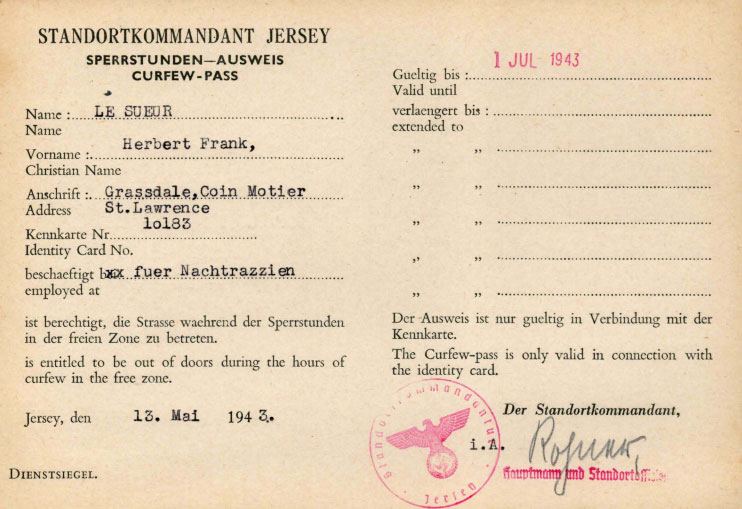 STANDORTKOMMANDANT JERSEY
SPERRSTUNDEN—AUSWEIS
CURFEW-PASS
Name : LE SUEUR
Name
Vorname : Herbert Frank,
Christian Name
Anschrift : Grassdale,Coin Motier
Address St.Lawrence
Kennkarte Nr. lol83
Identity Card No.
beschaeftigt bxx fuer Nachtrazzien
employed at
ist berechtigt, die Strasse waehrend der Sperrstunden
in der freien Zone zu betreten.
is entitled to be out of doors during the hours of
curfew in the free zone.
Jersey, den 13. Mai 1943.
DIENSTSIEGEL.
1 JUL 1943
Gueltig bis :
Valid until
verlaengert bis :
extended to
„ „
„ „
„ „
„ „
„ „
Der Ausweis ist nur gueltig in Verbindung mit der
Kennkarte.
The Curfew-pass is only valid in connection with
the identity card.
Standortkommandantur
Jersey
Der Standortkommandant,
i.A.
Hauptmann und Standortoffizier